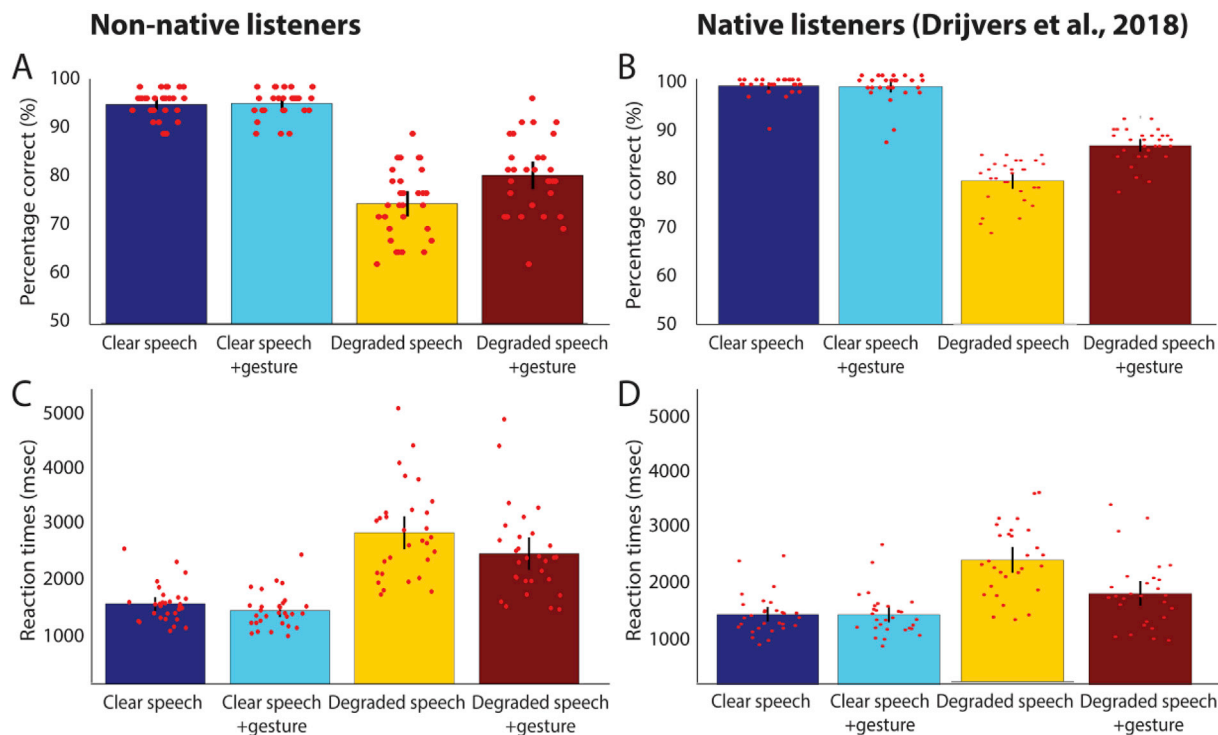 Non-native listeners
Native listeners (Drijvers et al., 2018)
A
Percentage correct (%)
100
90
80
70
60
50
Clear speech
Clear speech
+gesture
Degraded speech
Degraded speech
+gesture
B
Percentage correct (%)
100
90
80
70
60
50
Clear speech
Clear speech
+gesture
Degraded speech
Degraded speech
+gesture
C
Reaction times (msec)
5000
4000
3000
2000
1000
Clear speech
Clear speech
+gesture
Degraded speech
Degraded speech
+gesture
D
Reaction times (msec)
5000
4000
3000
2000
1000
Clear speech
Clear speech
+gesture
Degraded speech
Degraded speech
+gesture